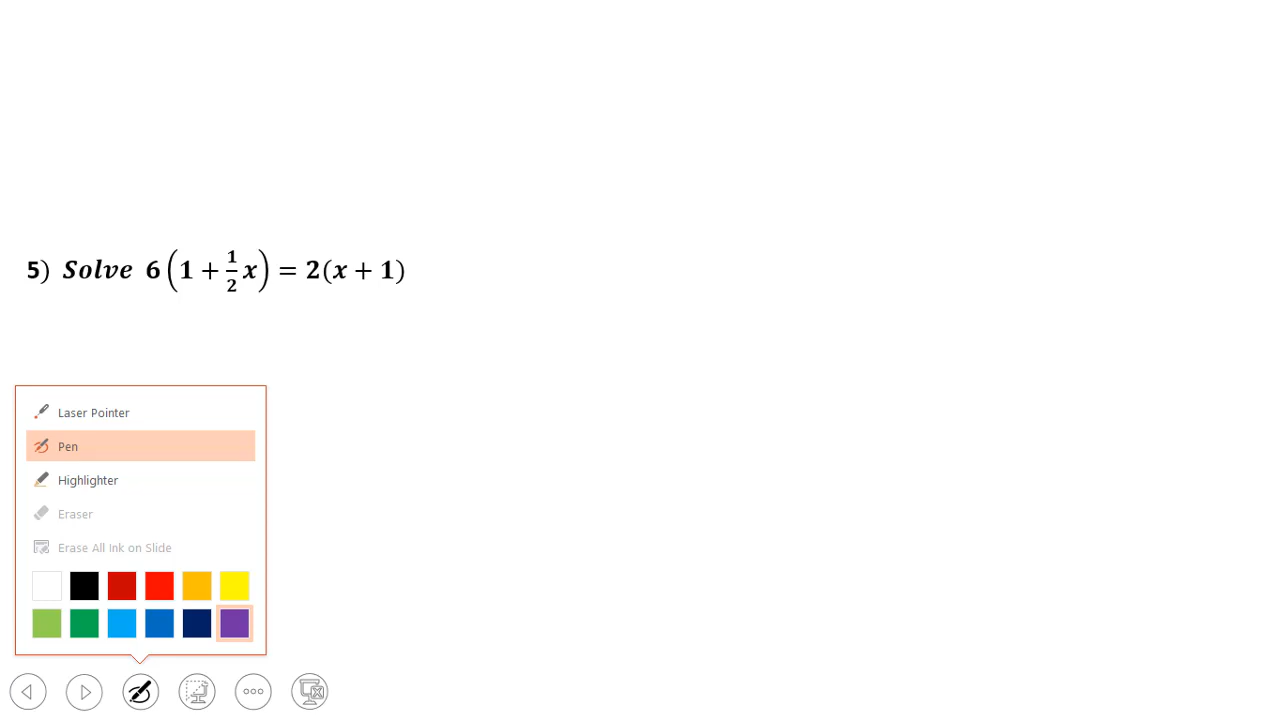 5) Solve 6(1 + 1/2 x) = 2(x + 1)
Laser Pointer
Pen
Highlighter
Eraser
Erase All Ink on Slide